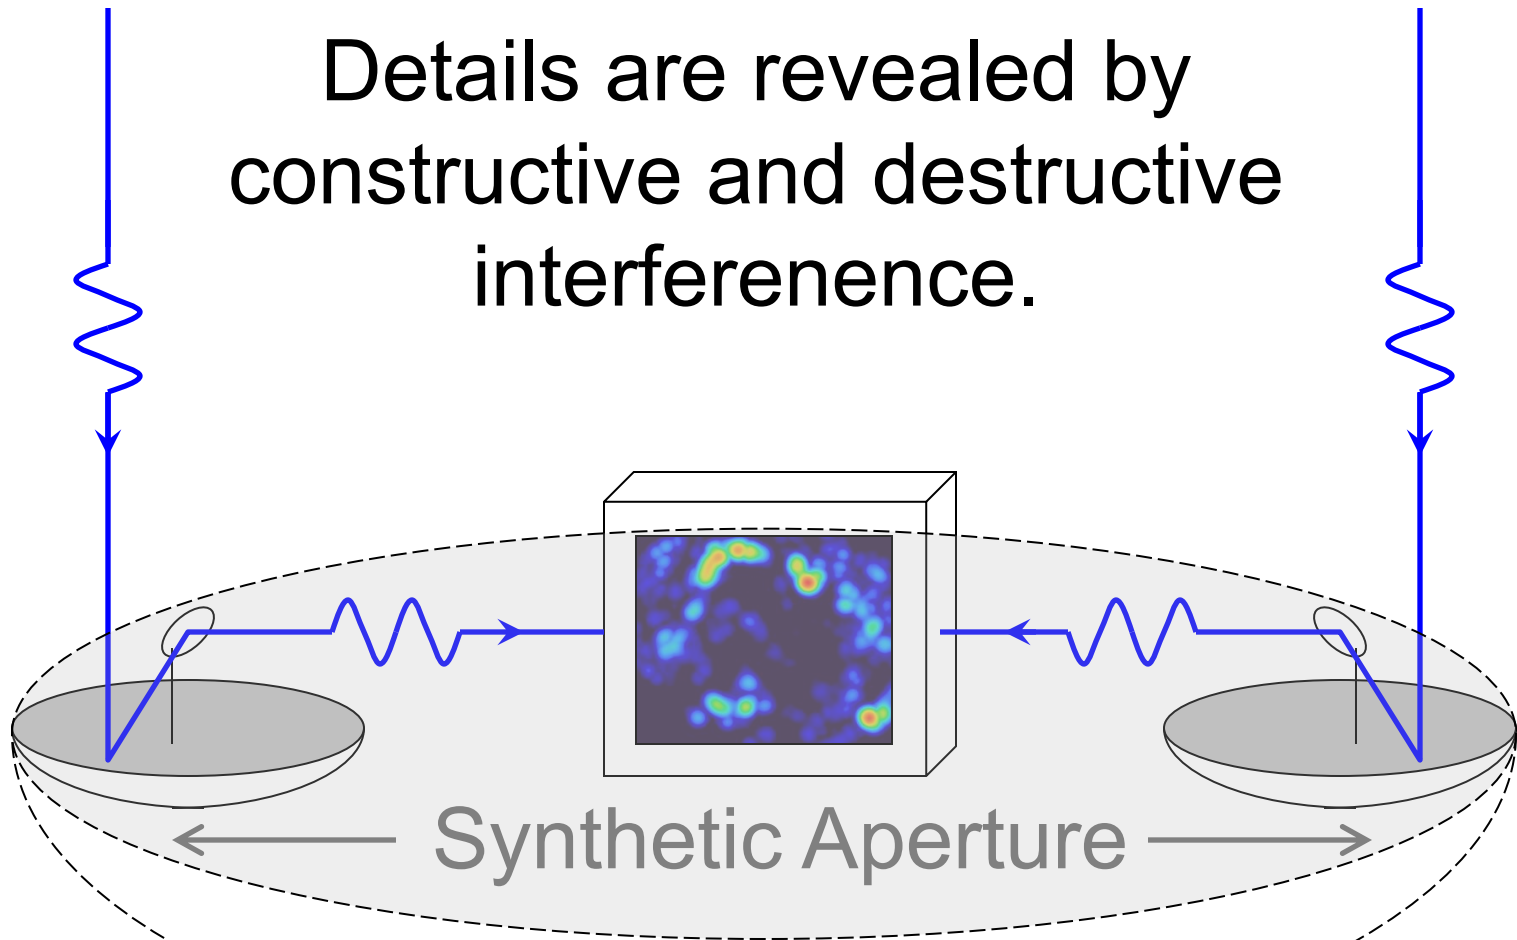 Details are revealed by
constructive and destructive
interferenence.
Synthetic Aperture